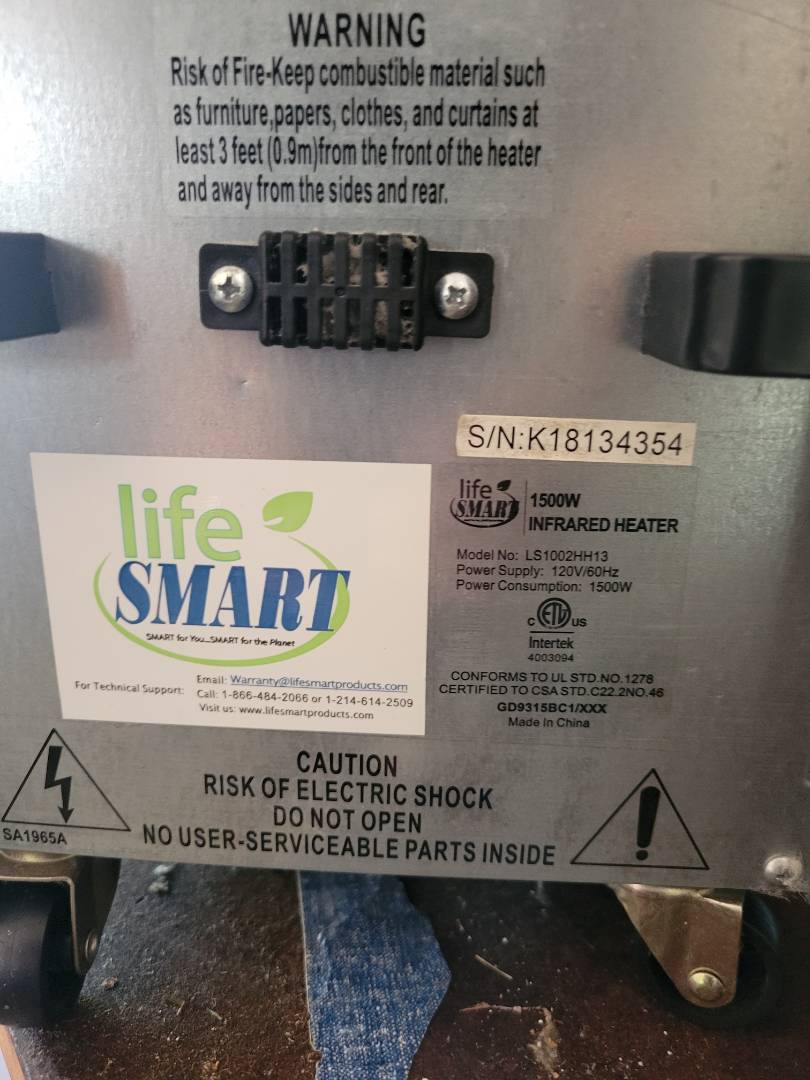 WARNING
Risk of Fire-Keep combustible material such
as furniture,papers, clothes, and curtains at
least 3 feet (0.9m)from the front of the heater
and away from the sides and rear.
S/N:K18134354
life
SMART
SMART for You...SMART for the Planet
For Technical Support:
Email: Warranty@lifesmartproducts.com
Call: 1-866-484-2066 or 1-214-614-2509
Visit us: www.lifesmartproducts.com
life
SMART
1500W
INFRARED HEATER
Model No: LS1002HH13
Power Supply: 120V/60Hz
Power Consumption: 1500W
C ETL US
Intertek
4003094
CONFORMS TO UL STD.NO.1278
CERTIFIED TO CSA STD.C22.2NO.46
GD9315BC1/XXX
Made In China
SA1965A
CAUTION
RISK OF ELECTRIC SHOCK
DO NOT OPEN
NO USER-SERVICEABLE PARTS INSIDE
!